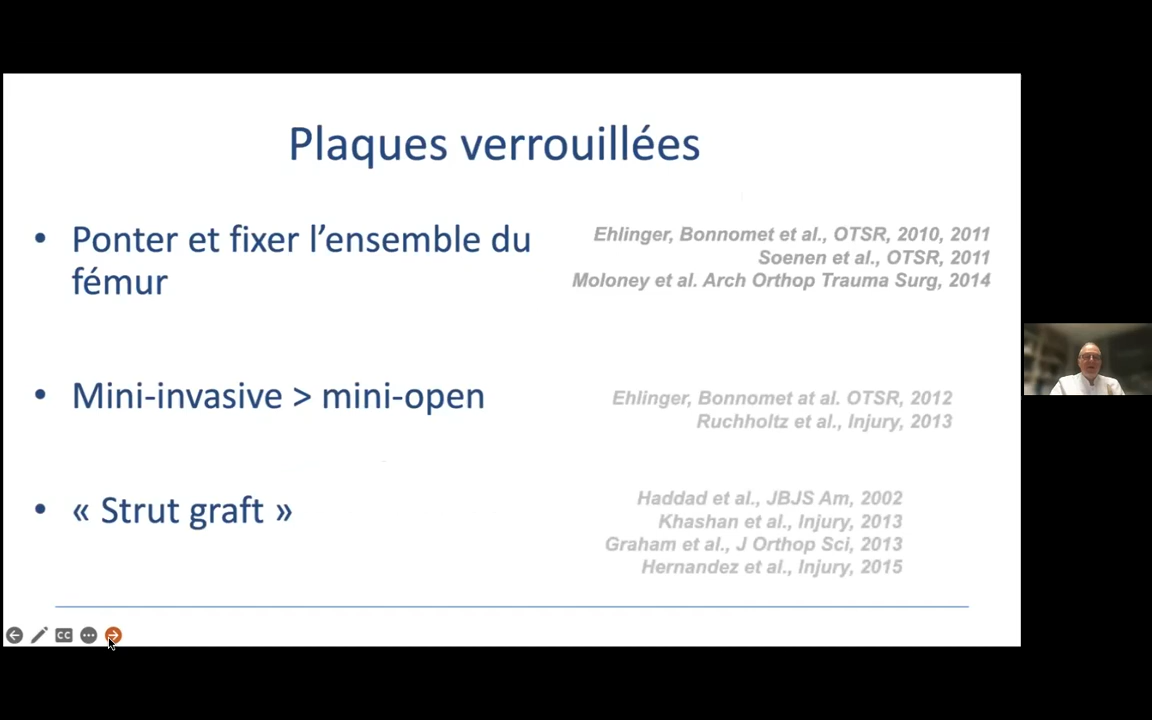 Plaques verrouillées
• Ponter et fixer l’ensemble du
fémur
Ehlinger, Bonnomet et al., OTSR, 2010, 2011
Soenen et al., OTSR, 2011
Moloney et al. Arch Orthop Trauma Surg, 2014
• Mini-invasive > mini-open
Ehlinger, Bonnomet at al. OTSR, 2012
Ruchholtz et al., Injury, 2013
• « Strut graft »
Haddad et al., JBJS Am, 2002
Khashan et al., Injury, 2013
Graham et al., J Orthop Sci, 2013
Hernandez et al., Injury, 2015
CC